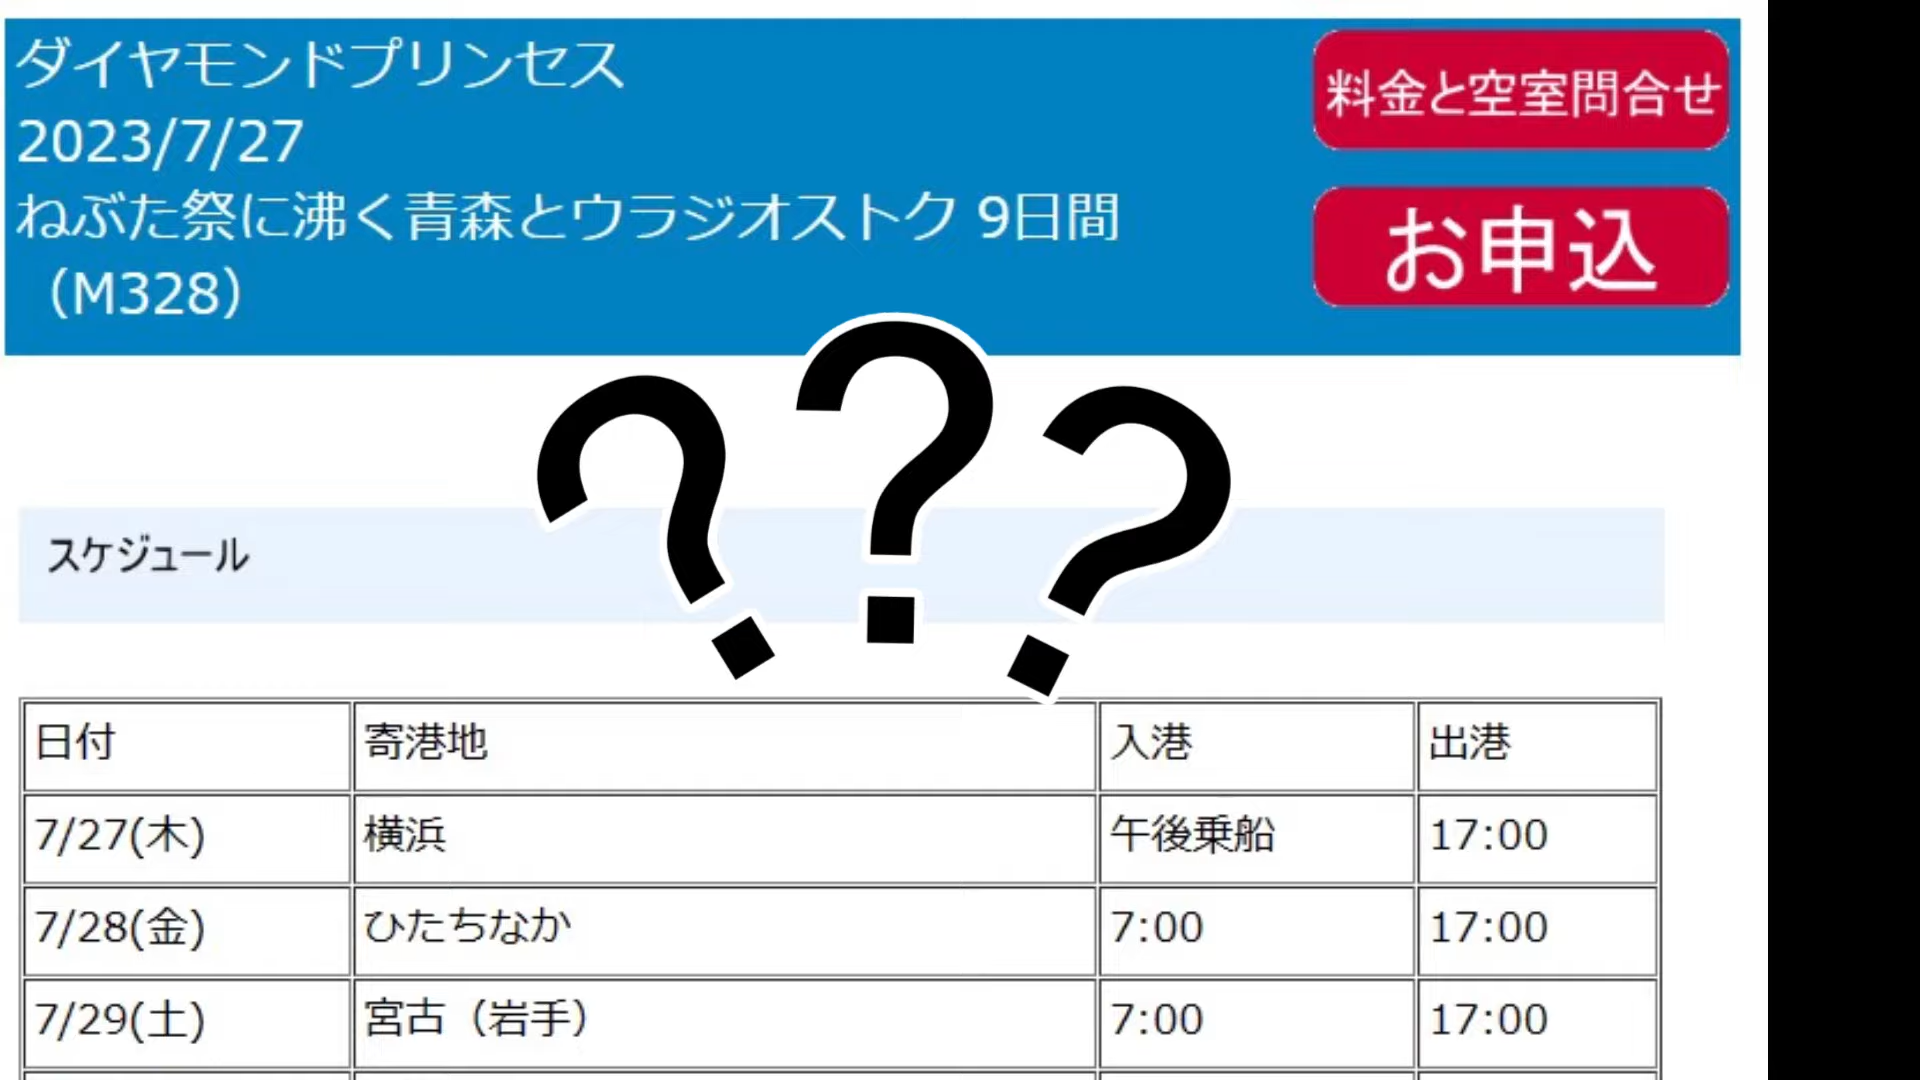 ダイヤモンドプリンセス
2023/7/27
ねぶた祭に沸く青森とウラジオストク 9日間
（M328）
料金と空室問合せ
お申込
???
スケジュール
日付 寄港地 入港 出港
7/27(木) 横浜 午後乗船 17:00
7/28(金) ひたちなか 7:00 17:00
7/29(土) 宮古（岩手） 7:00 17:00